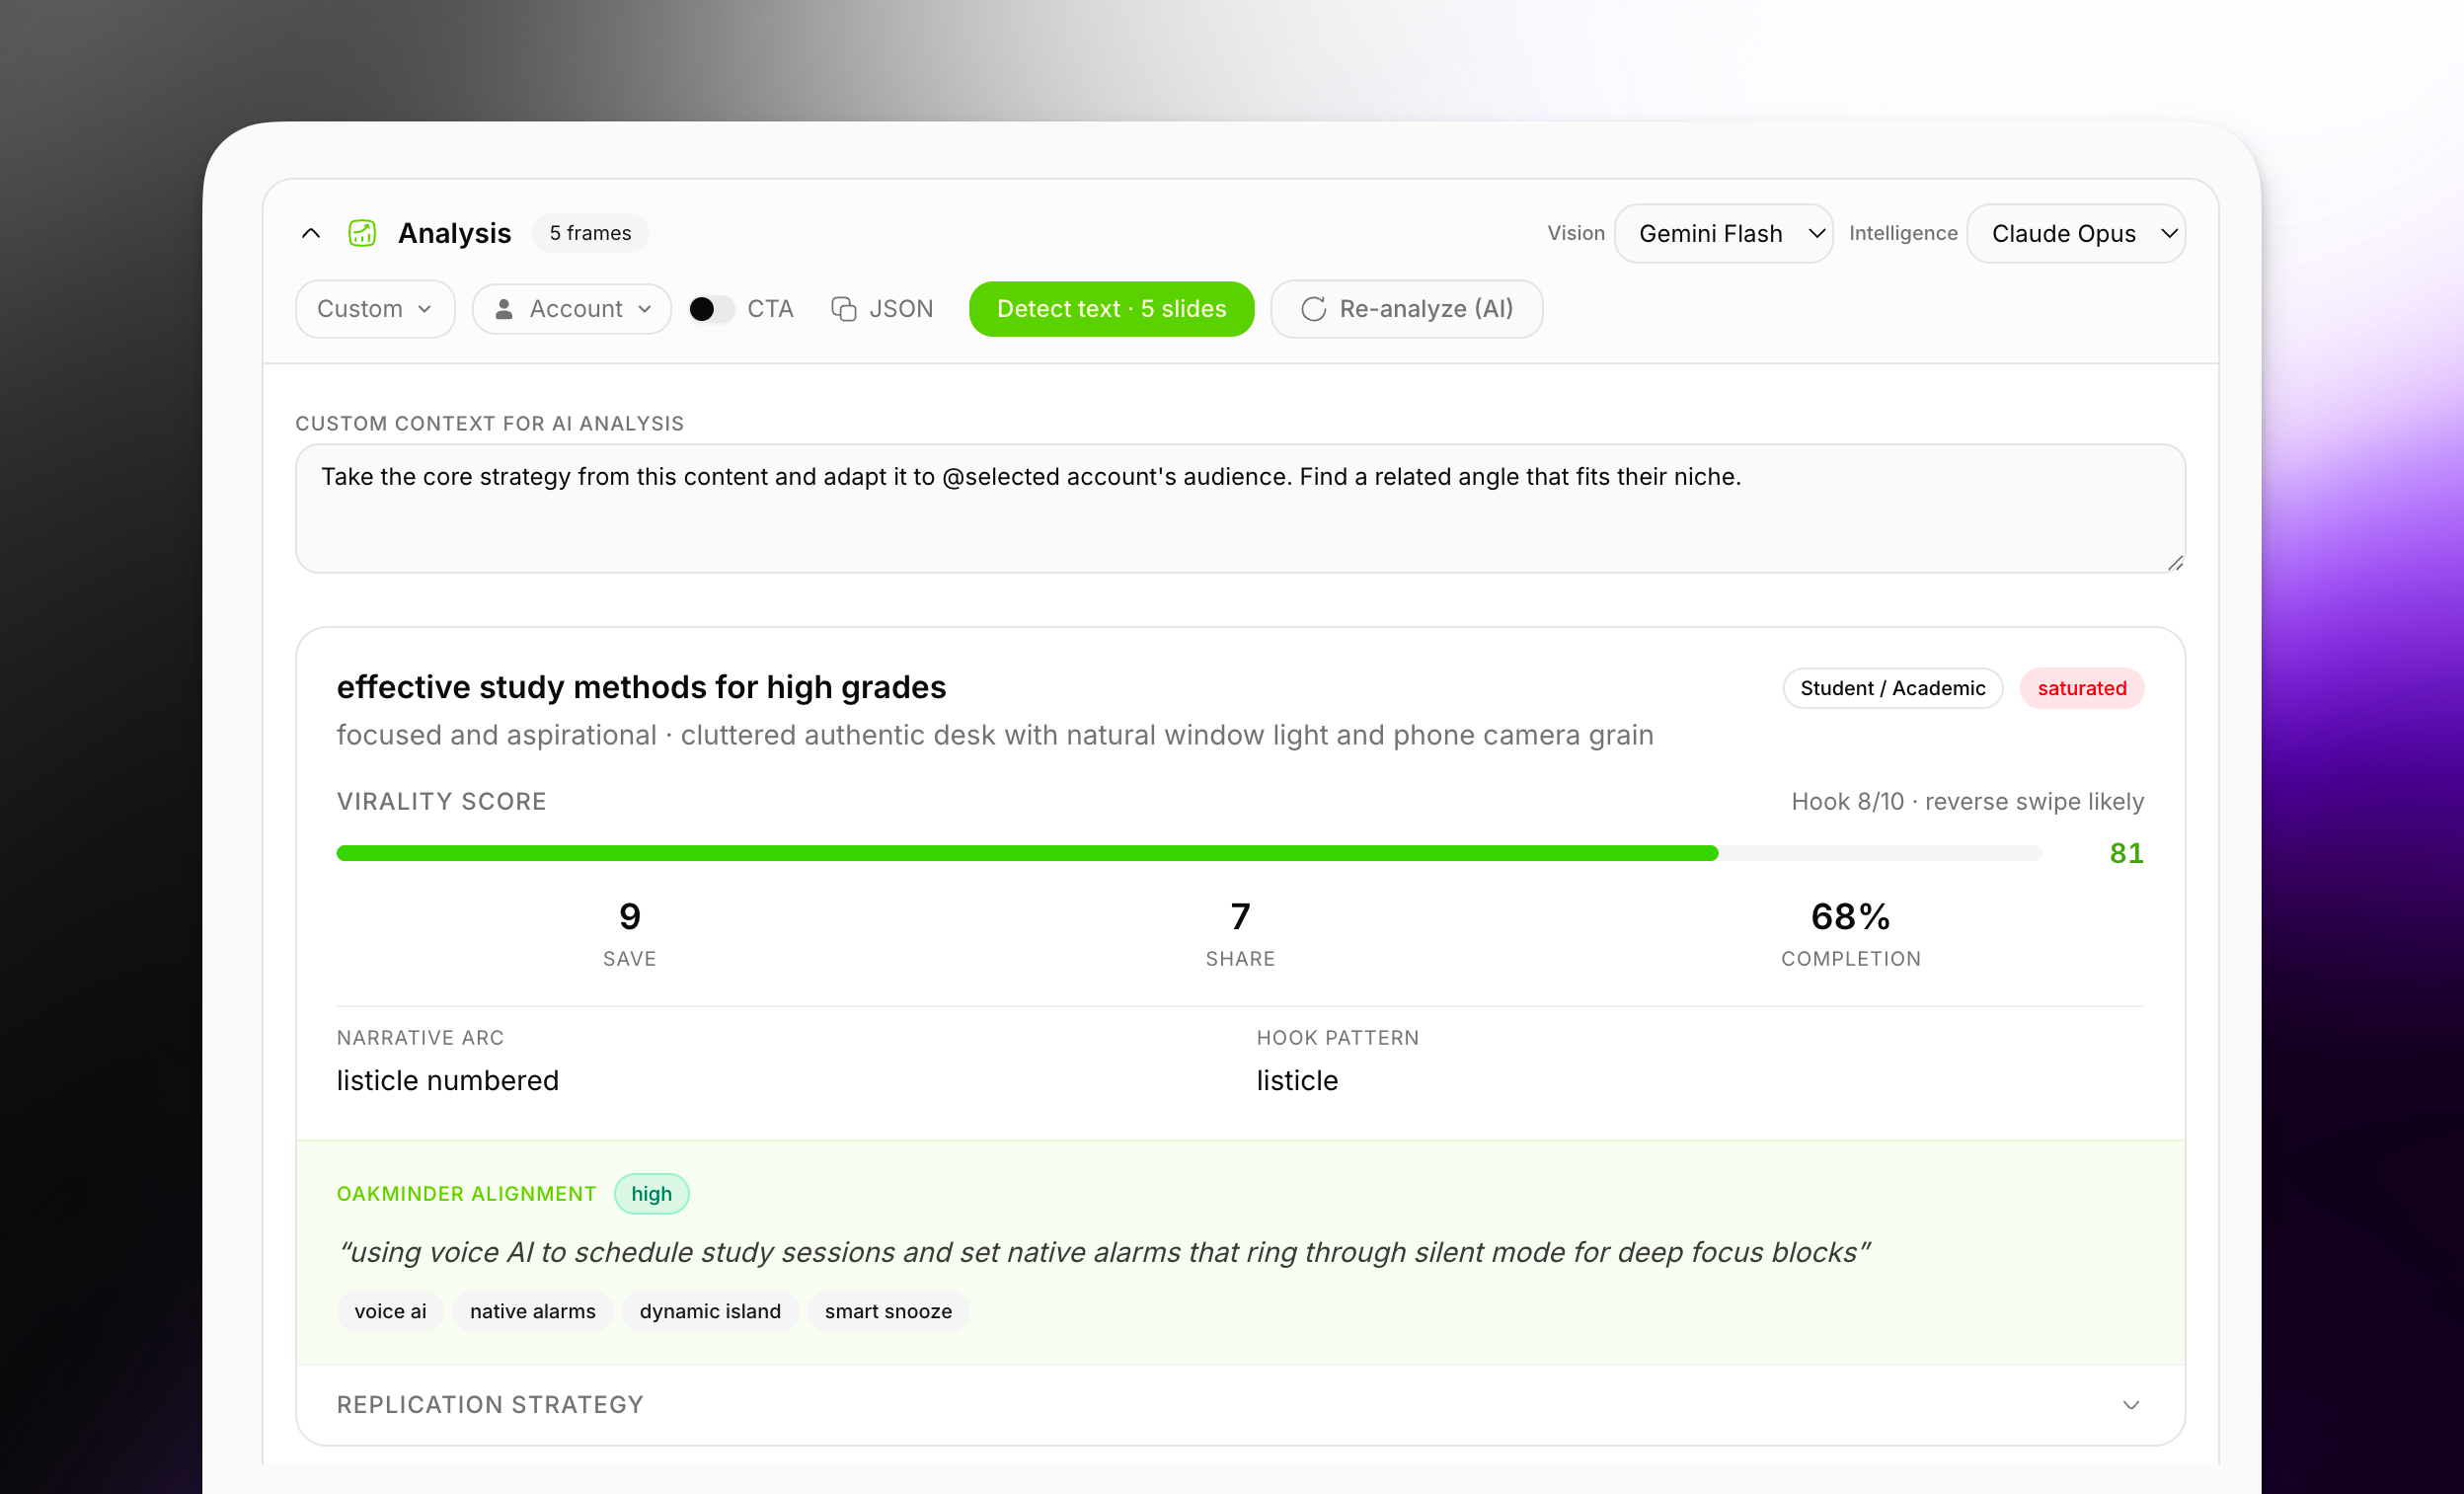 Analysis 5 frames Vision Gemini Flash Intelligence Claude Opus
Custom Account CTA JSON Detect text · 5 slides Re-analyze (AI)
CUSTOM CONTEXT FOR AI ANALYSIS
Take the core strategy from this content and adapt it to @selected account's audience. Find a related angle that fits their niche.
effective study methods for high grades Student / Academic saturated
focused and aspirational · cluttered authentic desk with natural window light and phone camera grain
VIRALITY SCORE Hook 8/10 · reverse swipe likely
81
9 7 68%
SAVE SHARE COMPLETION
NARRATIVE ARC HOOK PATTERN
listicle numbered listicle
OAKMINDER ALIGNMENT high
“using voice AI to schedule study sessions and set native alarms that ring through silent mode for deep focus blocks”
voice ai native alarms dynamic island smart snooze
REPLICATION STRATEGY